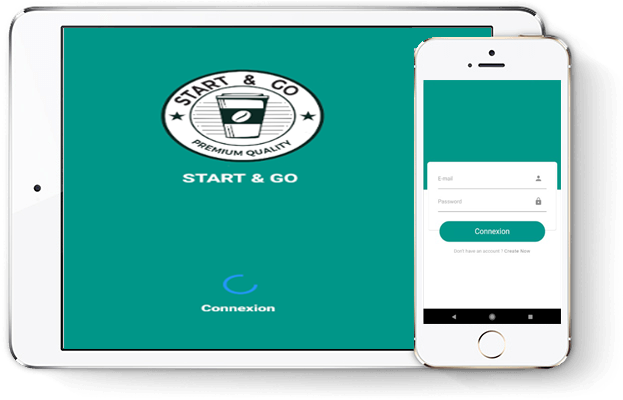 START & GO
PREMIUM QUALITY
START & GO
Connexion
E-mail
Password
Connexion
Don't have an account ? Create Now